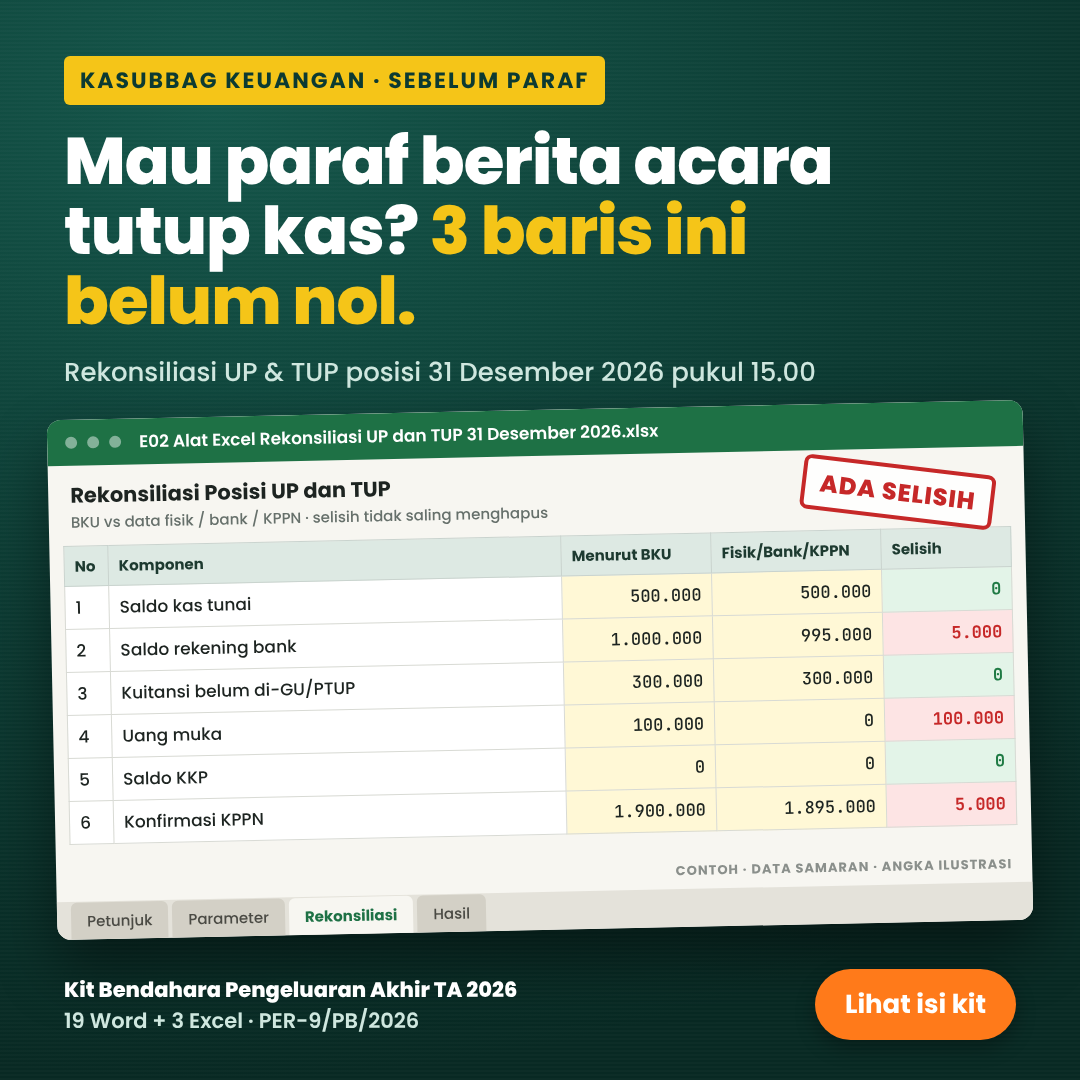 KASUBBAG KEUANGAN · SEBELUM PARAF
Mau paraf berita acara
tutup kas? 3 baris ini
belum nol.
Rekonsiliasi UP & TUP posisi 31 Desember 2026 pukul 15.00
E02 Alat Excel Rekonsiliasi UP dan TUP 31 Desember 2026.xlsx
Rekonsiliasi Posisi UP dan TUP
BKU vs data fisik / bank / KPPN · selisih tidak saling menghapus
ADA SELISIH
No Komponen Menurut BKU Fisik/Bank/KPPN Selisih
1 Saldo kas tunai 500.000 500.000 0
2 Saldo rekening bank 1.000.000 995.000 5.000
3 Kuitansi belum di-GU/PTUP 300.000 300.000 0
4 Uang muka 100.000 0 100.000
5 Saldo KKP 0 0 0
6 Konfirmasi KPPN 1.900.000 1.895.000 5.000
CONTOH · DATA SAMARAN · ANGKA ILUSTRASI
Petunjuk Parameter Rekonsiliasi Hasil
Kit Bendahara Pengeluaran Akhir TA 2026
19 Word + 3 Excel · PER-9/PB/2026
Lihat isi kit